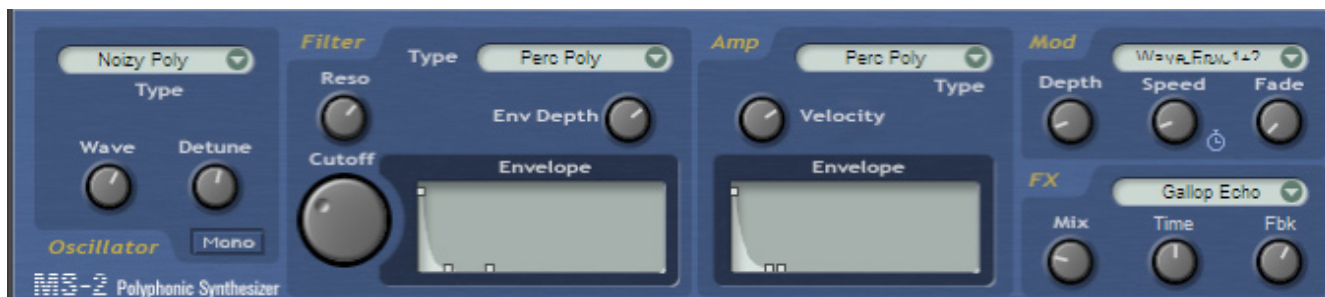 Noizy Poly
Type
Wave Detune
Mono
Oscillator
MS-2 Polyphonic Synthesizer
Filter
Type Perc Poly
Reso
Env Depth
Cutoff
Envelope
Amp
Perc Poly
Type
Velocity
Envelope
Mod
Depth Speed Fade
FX
Gallop Echo
Mix Time Fbk